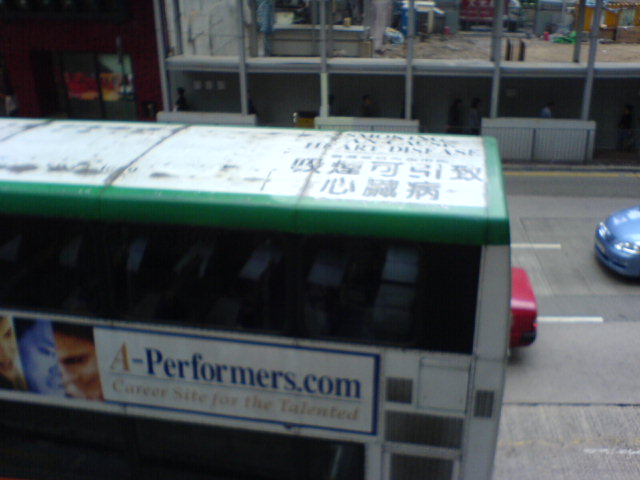 HEART DISEASE
吸煙可引致
心臟病
A-Performers.com
Career Site for the Talented